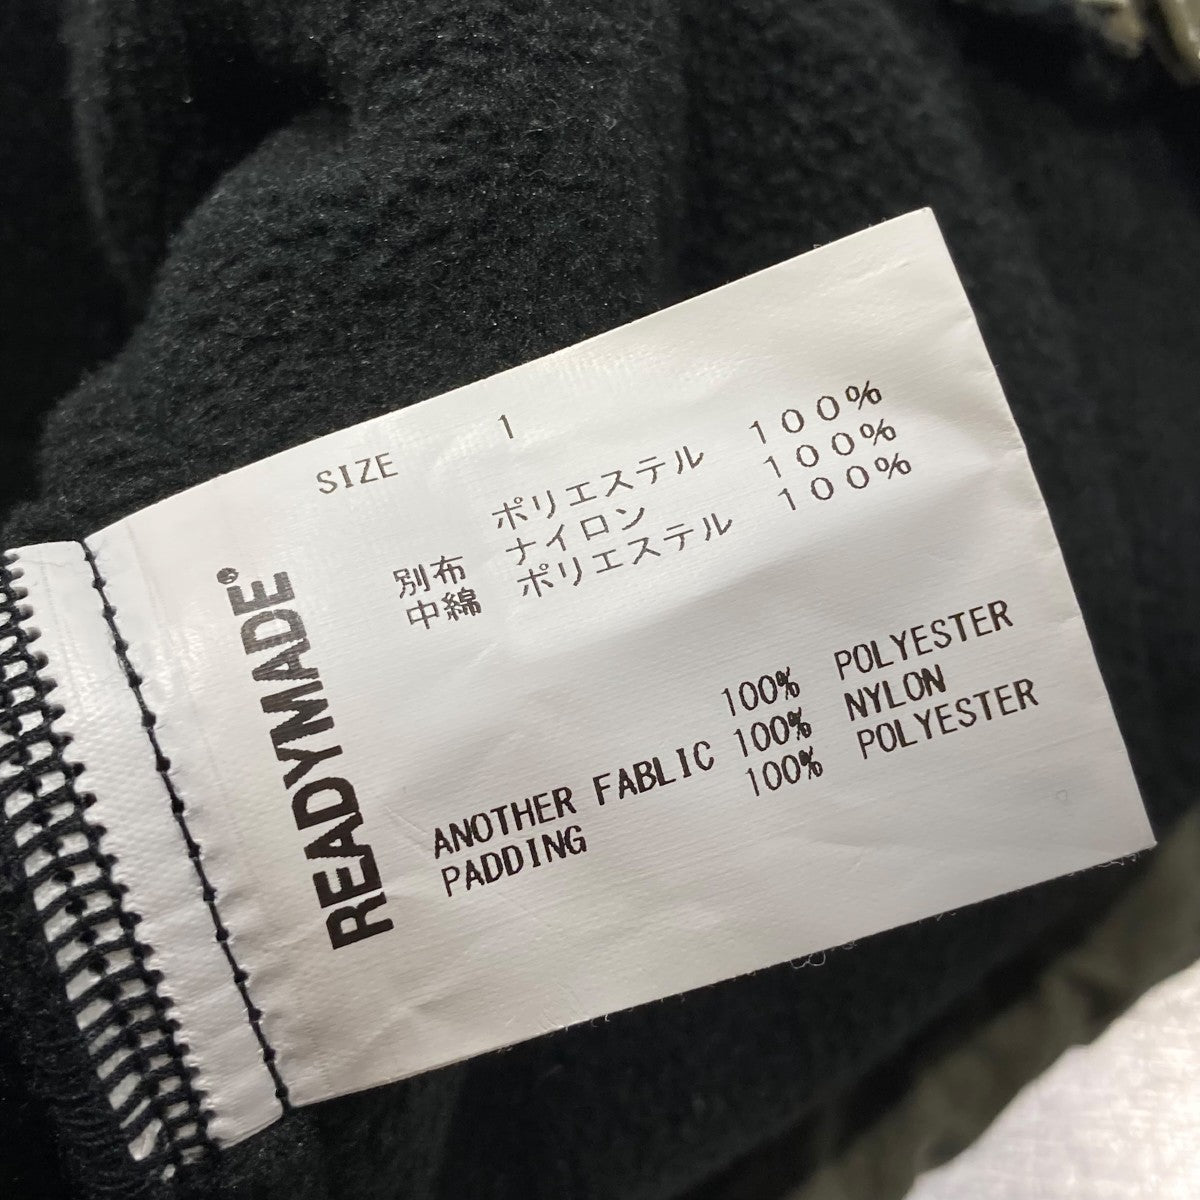 SIZE 1
ポリエステル 100%
別布 ナイロン 100%
中綿 ポリエステル 100%
100% POLYESTER
ANOTHER FABLIC 100% NYLON
PADDING 100% POLYESTER
READYMADE®